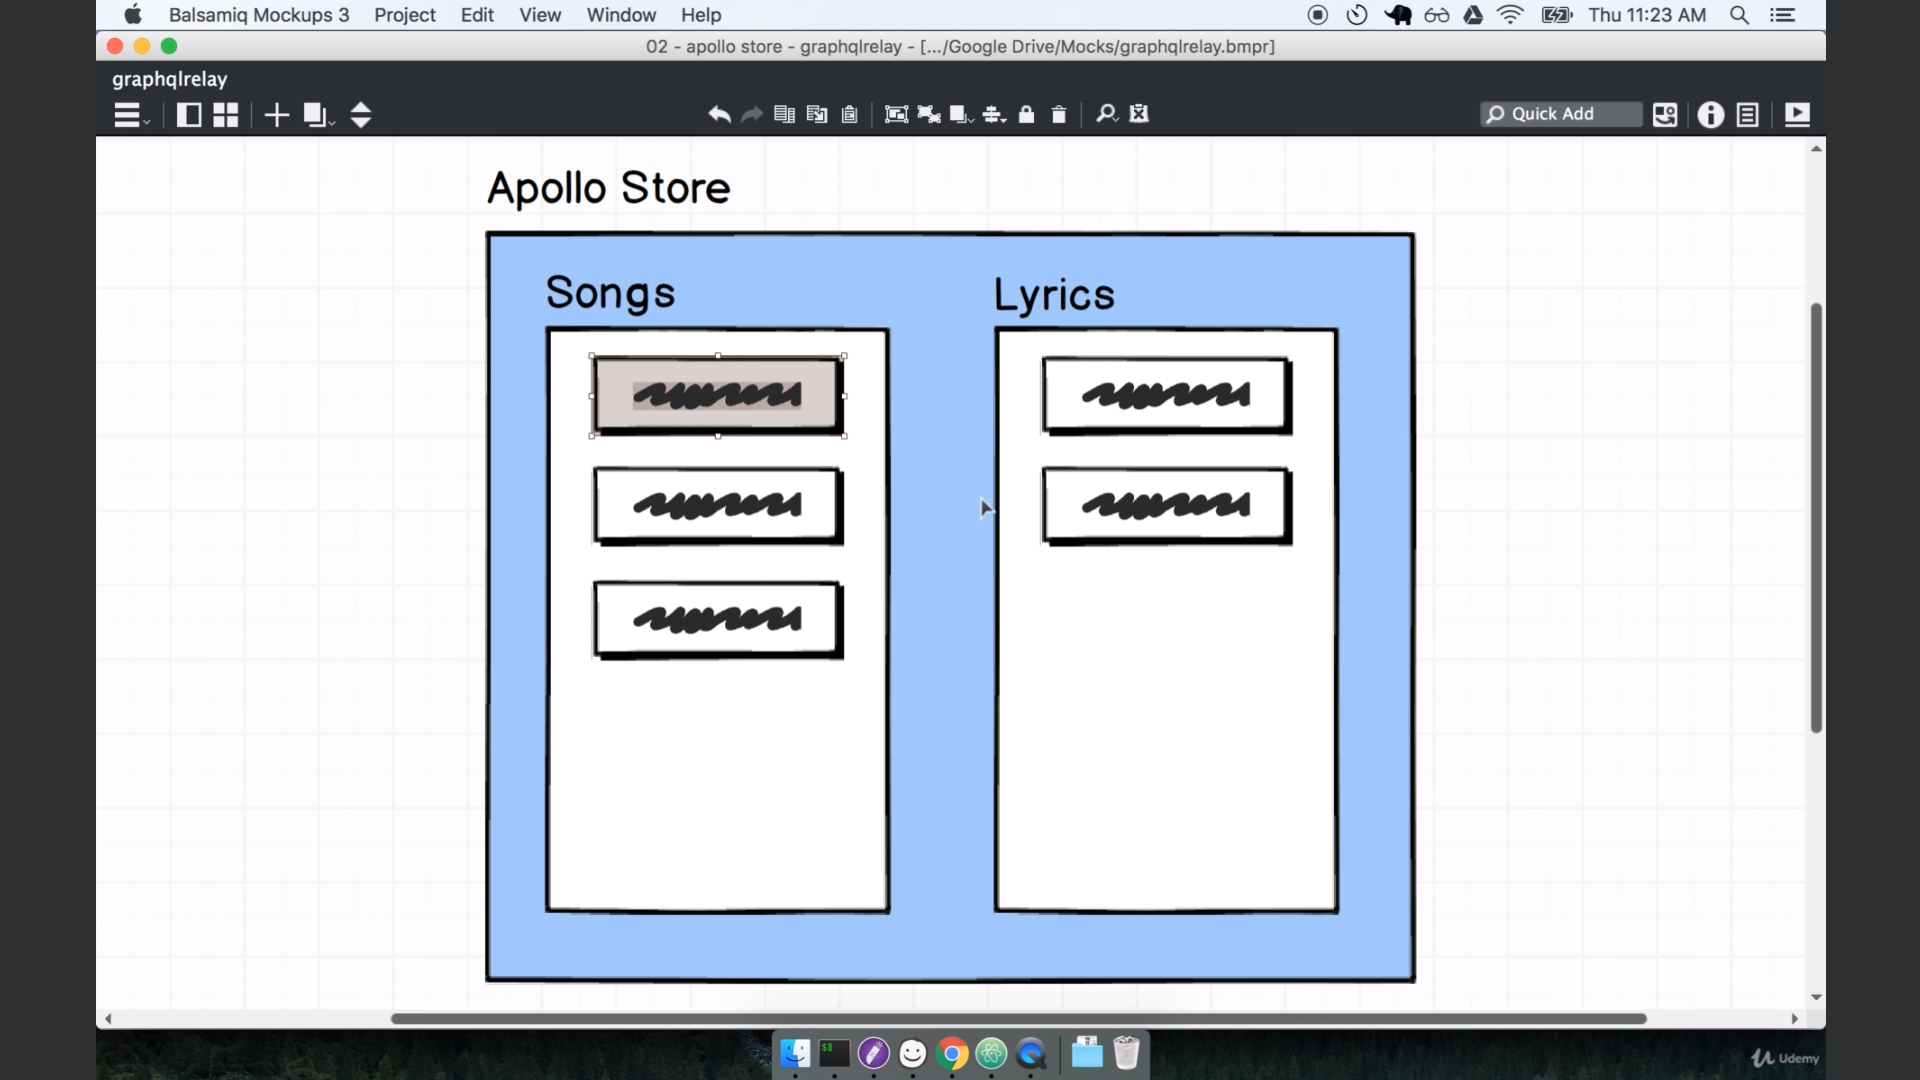 Balsamiq Mockups 3 Project Edit View Window Help Thu 11:23 AM
02 - apollo store - graphqlrelay - [.../Google Drive/Mocks/graphqlrelay.bmpr]
graphqlrelay
Quick Add
Apollo Store
Songs
Lyrics
Udemy